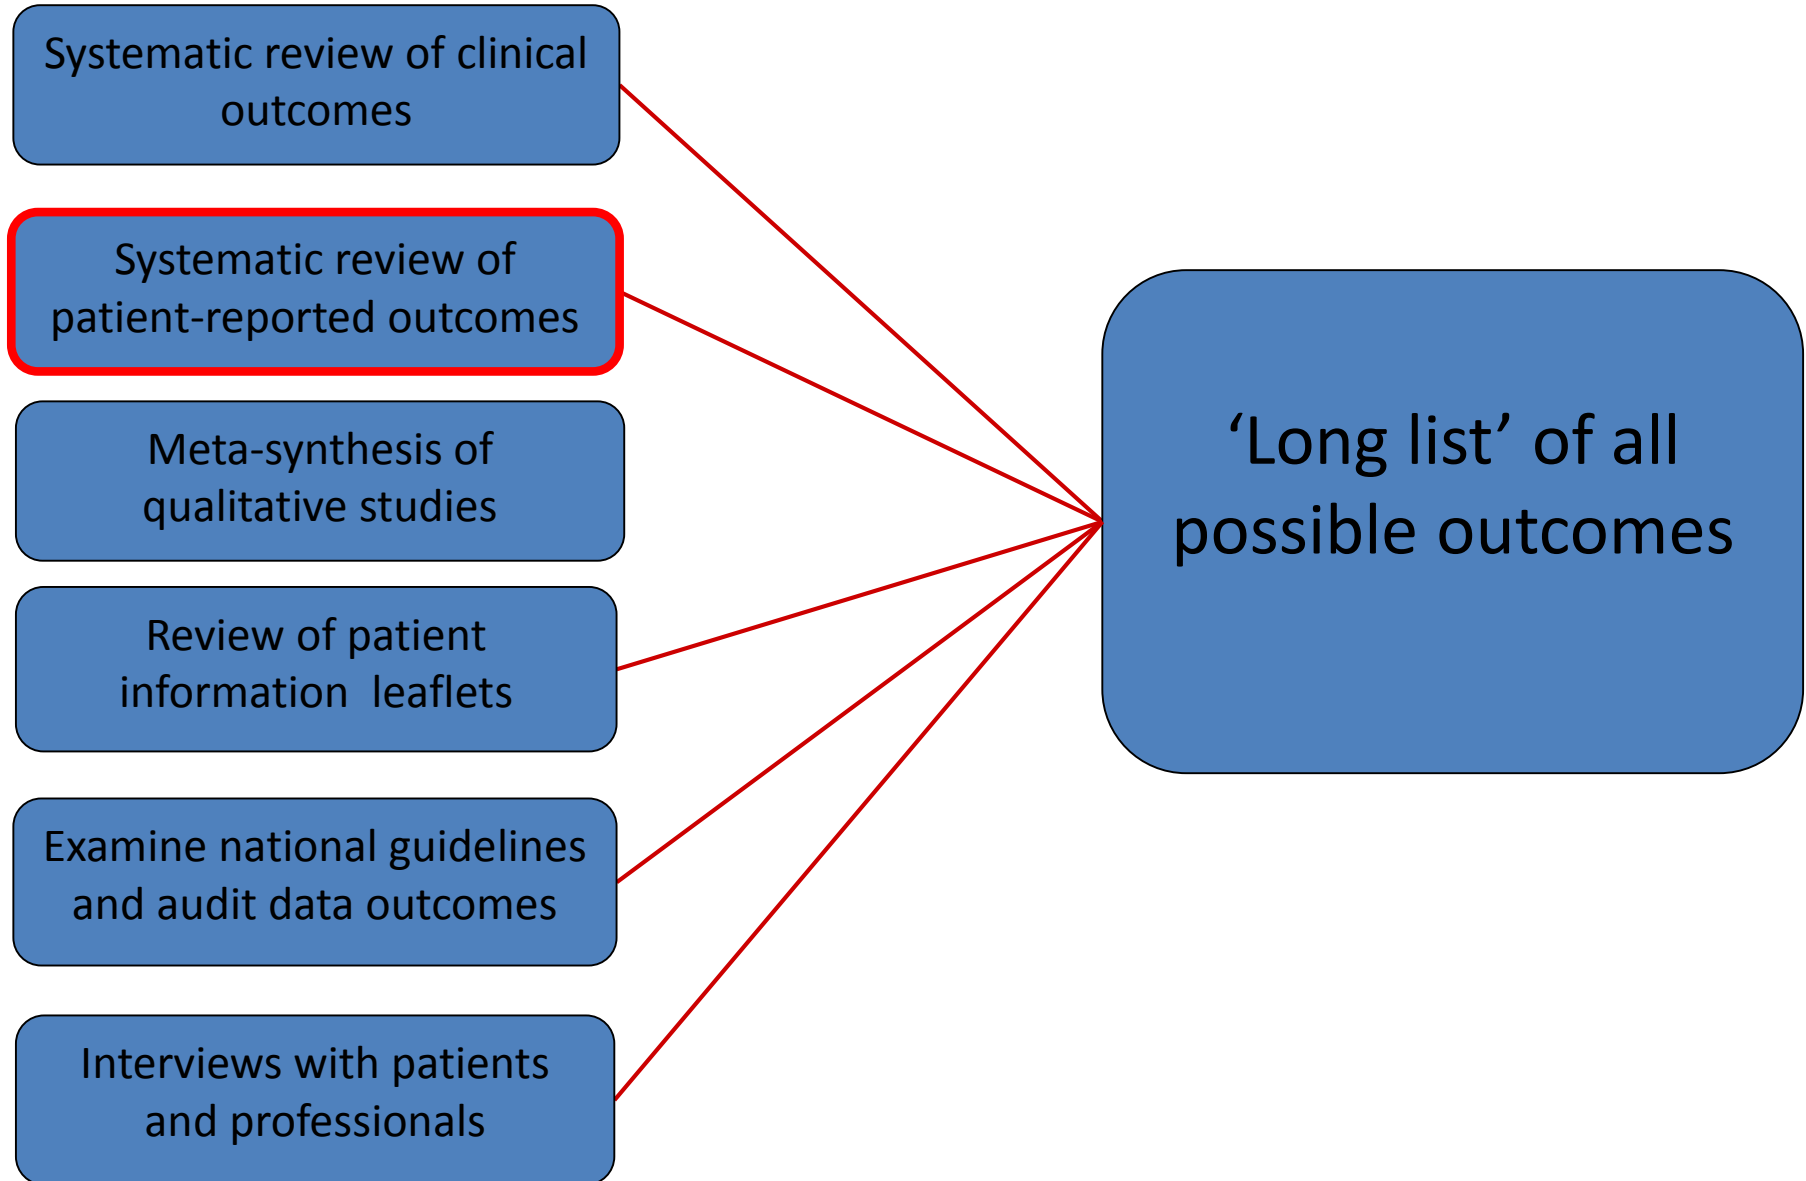 Systematic review of clinical
outcomes
Systematic review of
patient-reported outcomes
Meta-synthesis of
qualitative studies
Review of patient
information  leaflets
Examine national guidelines
and audit data outcomes
Interviews with patients
and professionals
‘Long list’ of all
possible outcomes